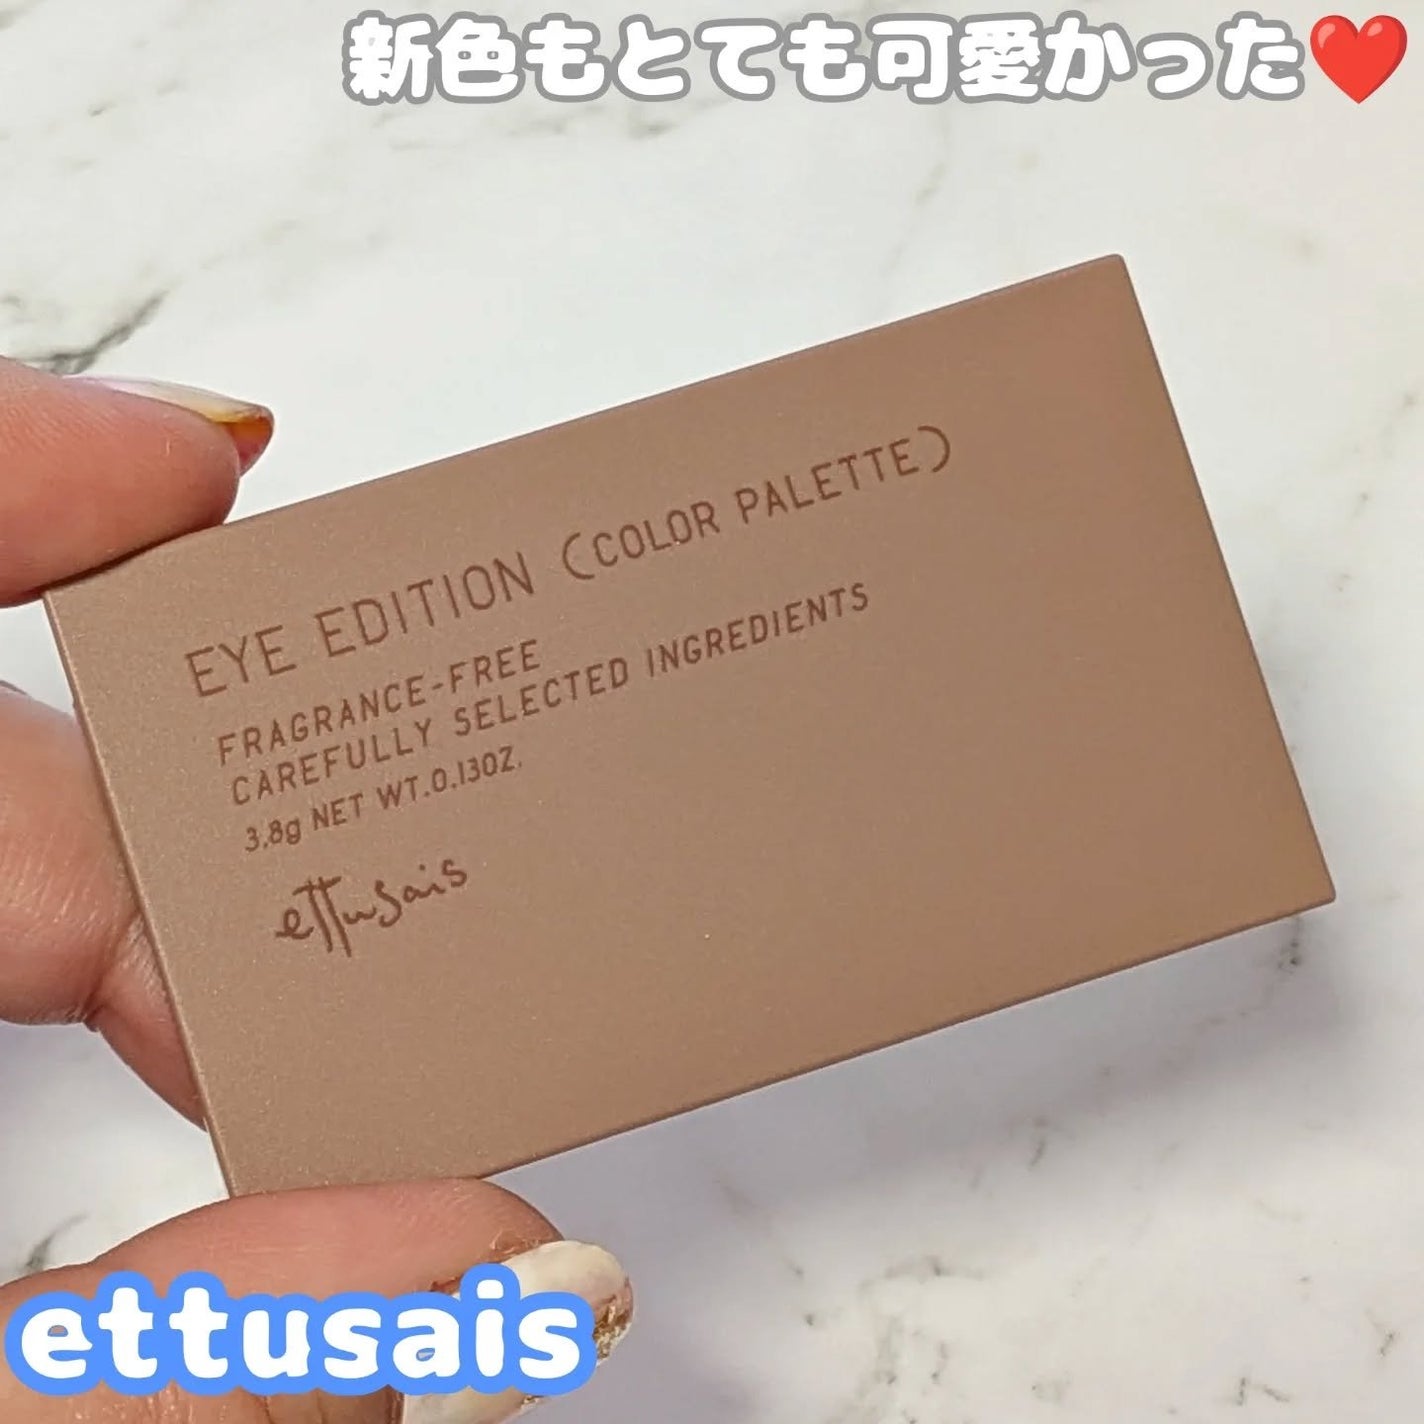 新色もとても可愛かった❤️
EYE EDITION (COLOR PALETTE)
FRAGRANCE-FREE
CAREFULLY SELECTED INGREDIENTS
3.8g NET WT.0.13OZ.
ettusais
ettusais